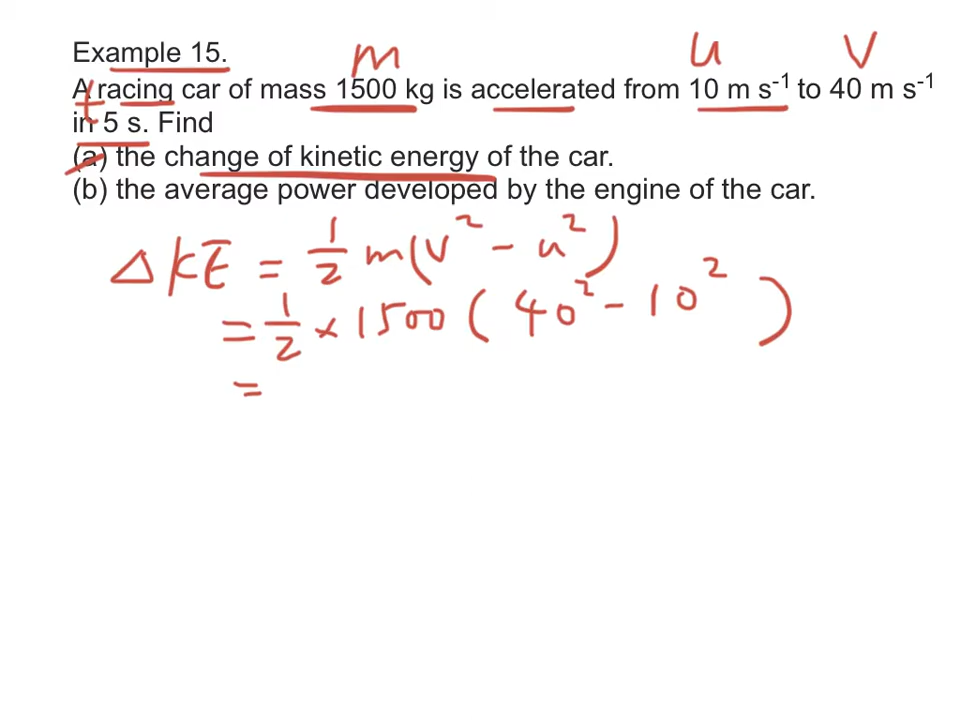 Example 15.
m u v
t
A racing car of mass 1500 kg is accelerated from 10 m s⁻¹ to 40 m s⁻¹
in 5 s. Find
(a) the change of kinetic energy of the car.
(b) the average power developed by the engine of the car.
ΔKE = 1/2 m(v² - u²)
= 1/2 × 1500 (40² - 10²)
=